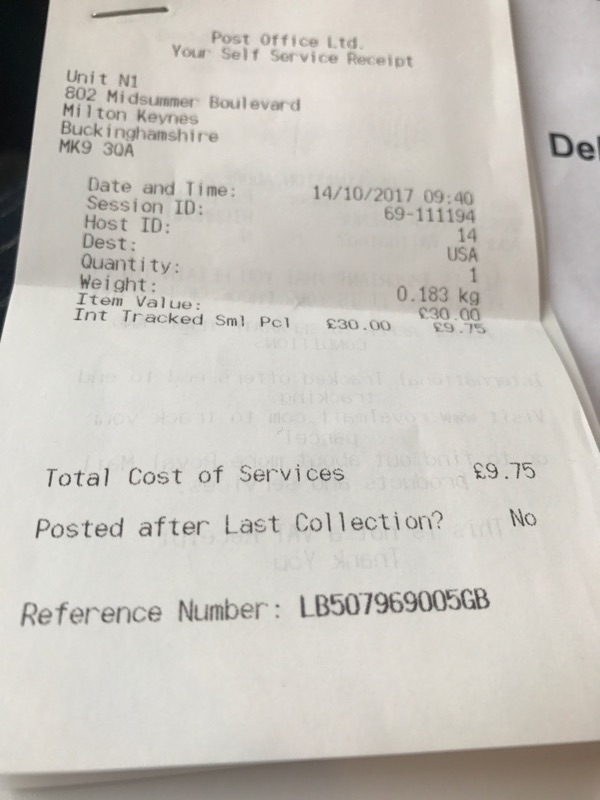 Post Office Ltd.
Your Self Service Receipt
Unit N1
802 Midsummer Boulevard
Milton Keynes
Buckinghamshire
MK9 3QA
Date and Time: 14/10/2017 09:40
Session ID: 69-111194
Host ID: 14
Dest: USA
Quantity: 1
Weight: 0.183 kg
Item Value: £30.00
Int Tracked Sml Pcl £30.00 £9.75
Total Cost of Services £9.75
Posted after Last Collection? No
Reference Number: LB507969005GB